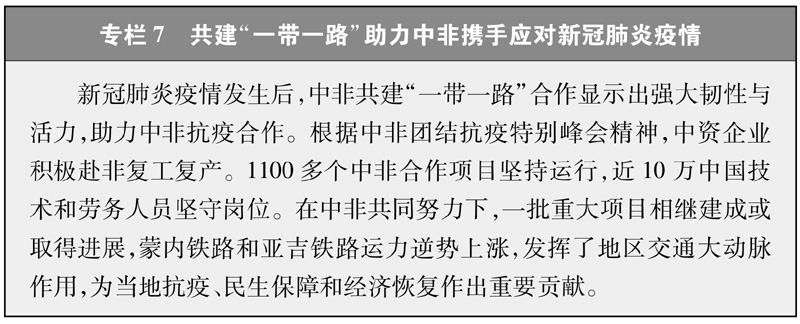 专栏7 共建“一带一路”助力中非携手应对新冠肺炎疫情
新冠肺炎疫情发生后,中非共建“一带一路”合作显示出强大韧性与
活力,助力中非抗疫合作。根据中非团结抗疫特别峰会精神,中资企业
积极赴非复工复产。1100多个中非合作项目坚持运行,近10万中国技
术和劳务人员坚守岗位。在中非共同努力下,一批重大项目相继建成或
取得进展,蒙内铁路和亚吉铁路运力逆势上涨,发挥了地区交通大动脉
作用,为当地抗疫、民生保障和经济恢复作出重要贡献。